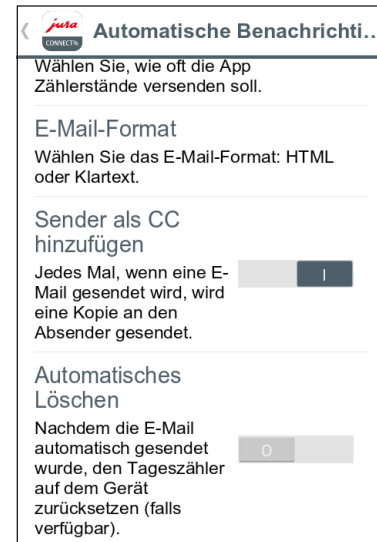 jura
CONNECT
Automatische Benachrichti..
Wählen Sie, wie oft die App
Zählerstände versenden soll.
E-Mail-Format
Wählen Sie das E-Mail-Format: HTML
oder Klartext.
Sender als CC
hinzufügen
Jedes Mal, wenn eine E-
Mail gesendet wird, wird
eine Kopie an den
Absender gesendet.
I
Automatisches
Löschen
Nachdem die E-Mail
automatisch gesendet
wurde, den Tageszähler
auf dem Gerät
zurücksetzen (falls
verfügbar).
O